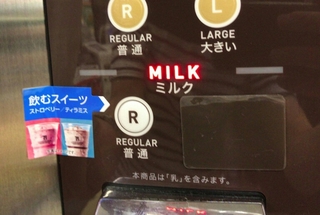 R
L
REGULAR
普通
LARGE
大きい
MILK
ミルク
飲むスイーツ
ストロベリー ティラミス
R
REGULAR
普通
本商品は「乳」を含みます。